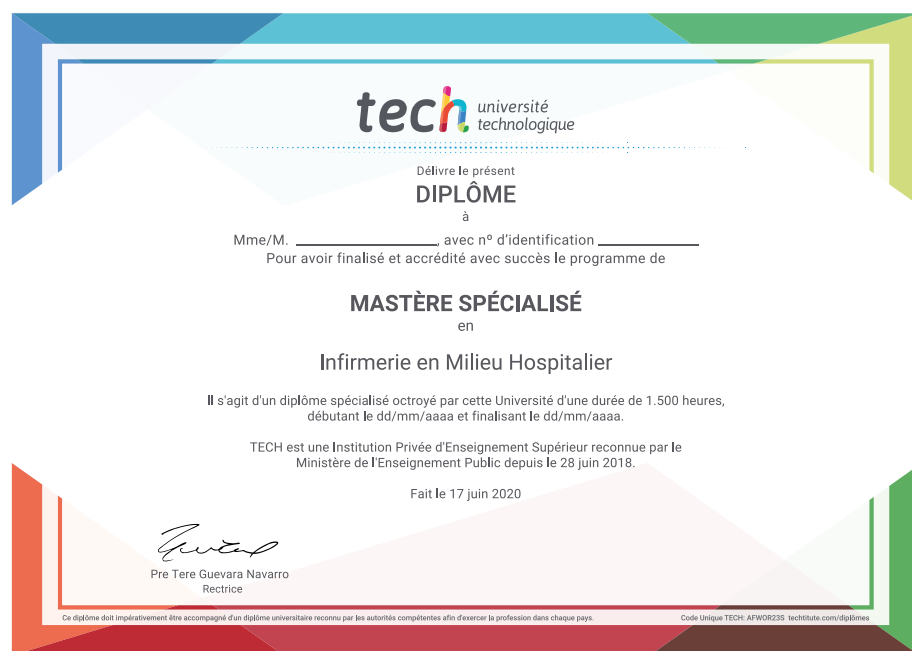 tech université
technologique
Délivre le présent
DIPLÔME
à
Mme/M. ____________________, avec nº d'identification ______________
Pour avoir finalisé et accrédité avec succès le programme de
MASTÈRE SPÉCIALISÉ
en
Infirmerie en Milieu Hospitalier
Il s'agit d'un diplôme spécialisé octroyé par cette Université d'une durée de 1.500 heures,
débutant le dd/mm/aaaa et finalisant le dd/mm/aaaa.
TECH est une Institution Privée d'Enseignement Supérieur reconnue par le
Ministère de l'Enseignement Public depuis le 28 juin 2018.
Fait le 17 juin 2020
Pre Tere Guevara Navarro
Rectrice
Ce diplôme doit impérativement être accompagné d'un diplôme universitaire reconnu par les autorités compétentes afin d'exercer la profession dans chaque pays. Code Unique TECH: AFWOR23S techtitute.com/diplômes